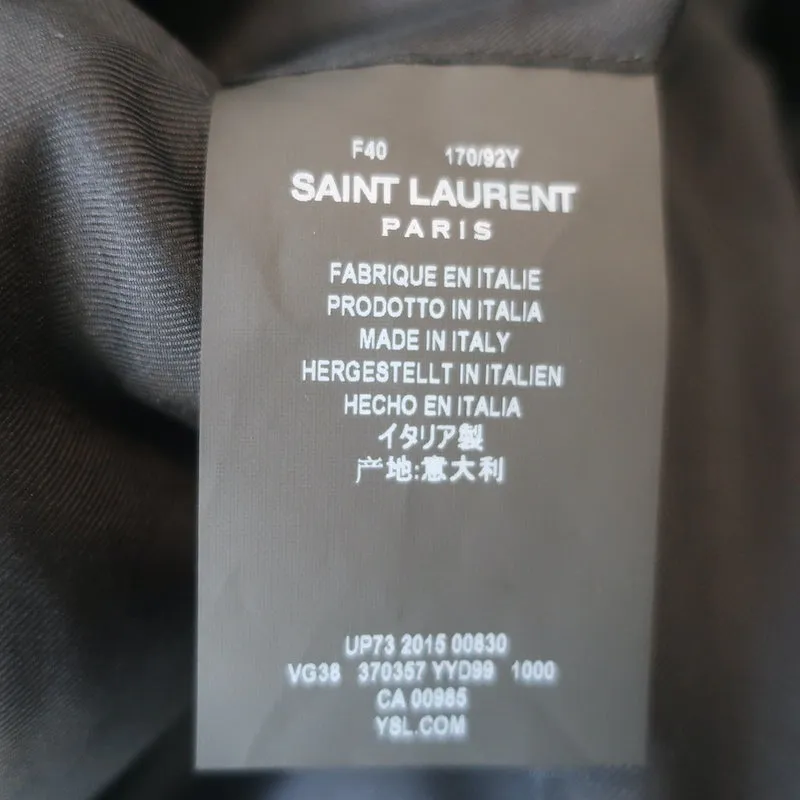 F40 170/92Y
SAINT LAURENT
PARIS
FABRIQUE EN ITALIE
PRODOTTO IN ITALIA
MADE IN ITALY
HERGESTELLT IN ITALIEN
HECHO EN ITALIA
イタリア製
产地:意大利
UP73 2015 00830
VG38 370357 YYD99 1000
CA 00985
YSL.COM